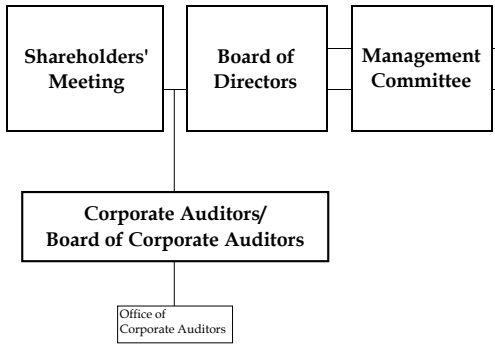 Shareholders'
Meeting
Board of
Directors
Management
Committee
Corporate Auditors/
Board of Corporate Auditors
Office of
Corporate Auditors